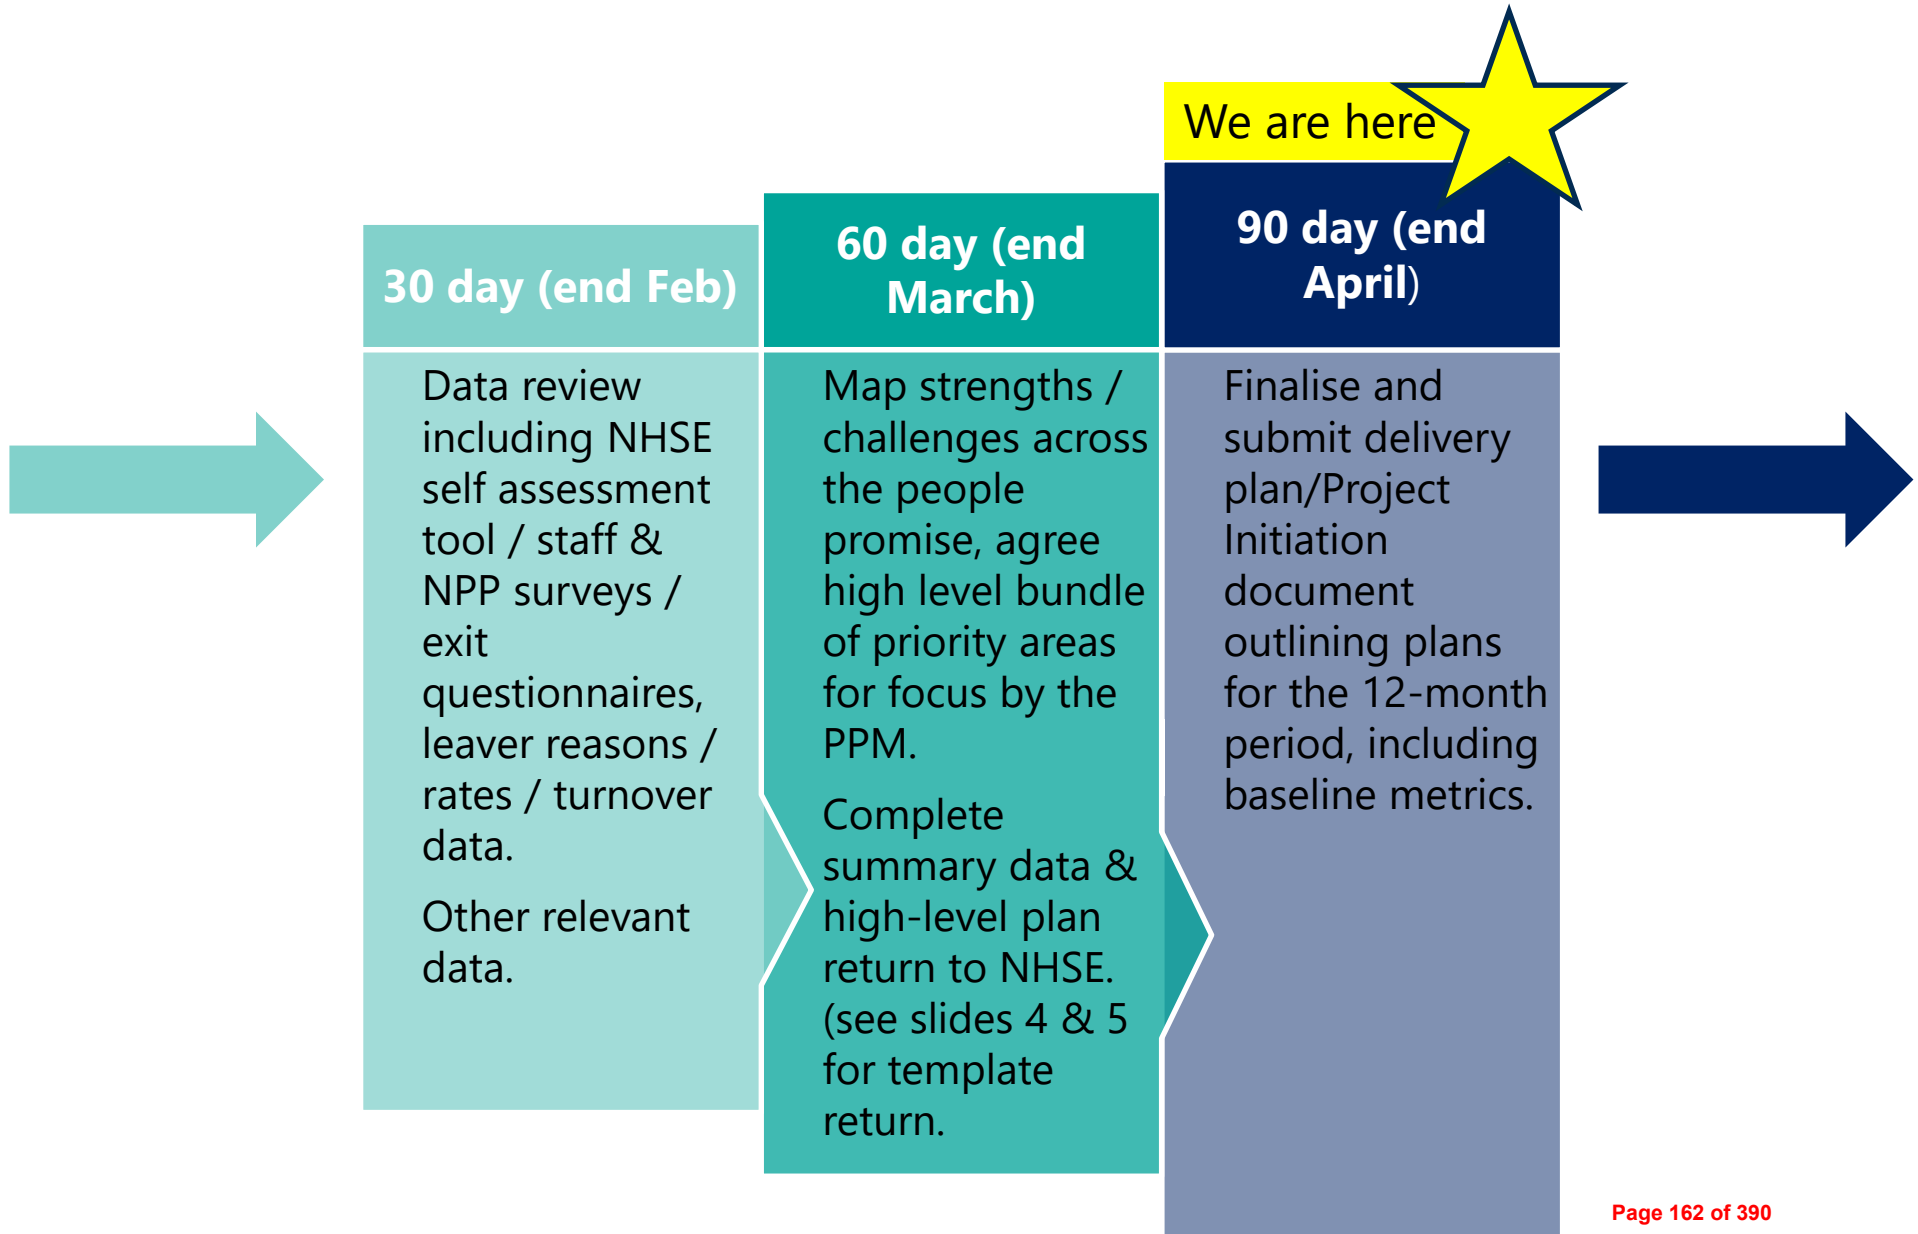 We are here
30 day (end Feb)
Data review
including NHSE
self assessment
tool / staff &
NPP surveys /
exit
questionnaires,
leaver reasons /
rates / turnover
data.
Other relevant
data.
60 day (end
March)
Map strengths /
challenges across
the people
promise, agree
high level bundle
of priority areas
for focus by the
PPM.
Complete
summary data &
high-level plan
return to NHSE.
(see slides 4 & 5
for template
return.
90 day (end
April)
Finalise and
submit delivery
plan/Project
Initiation
document
outlining plans
for the 12-month
period, including
baseline metrics.
Page 162 of 390